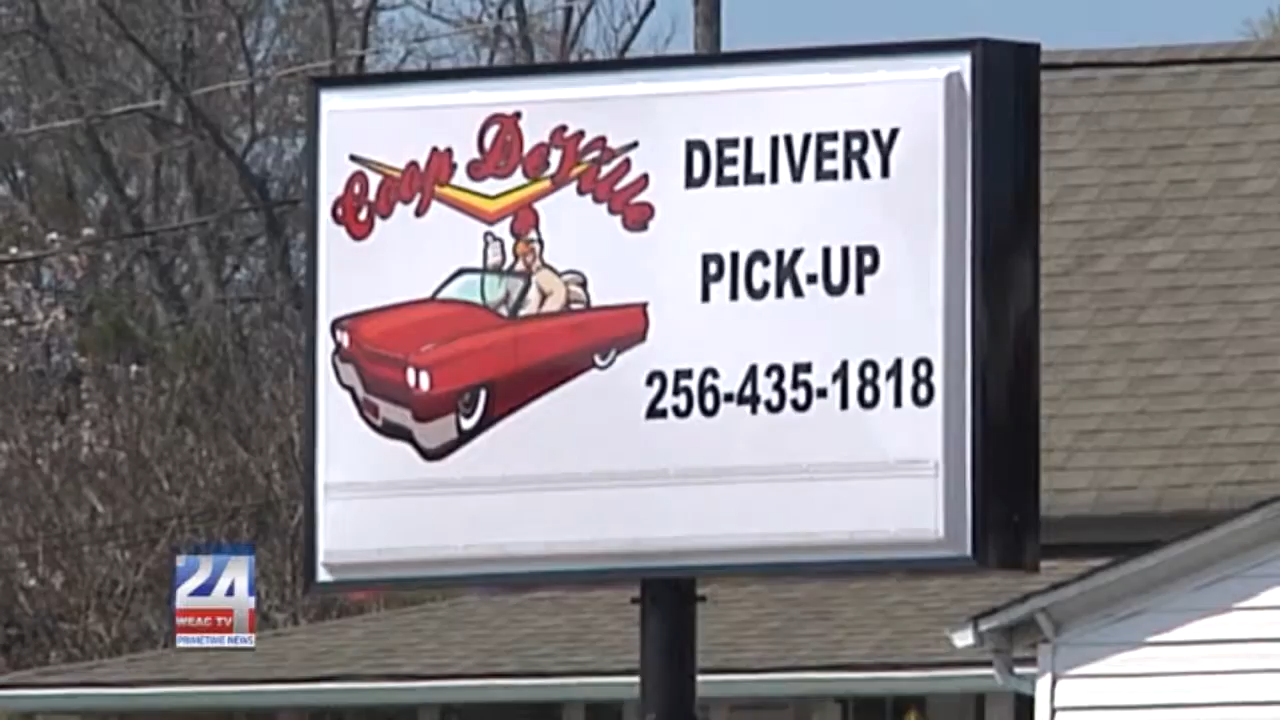 Coop DeVille
DELIVERY
PICK-UP
256-435-1818
24
WEAC TV
PRIMETIME NEWS